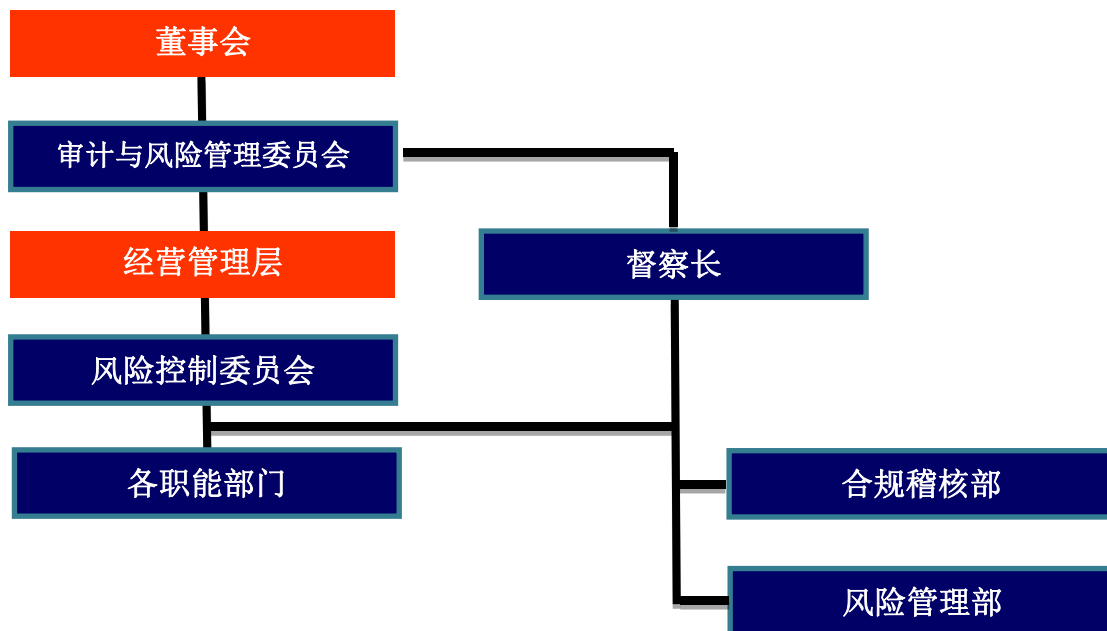 董事会
审计与风险管理委员会
经营管理层
督察长
风险控制委员会
各职能部门
合规稽核部
风险管理部